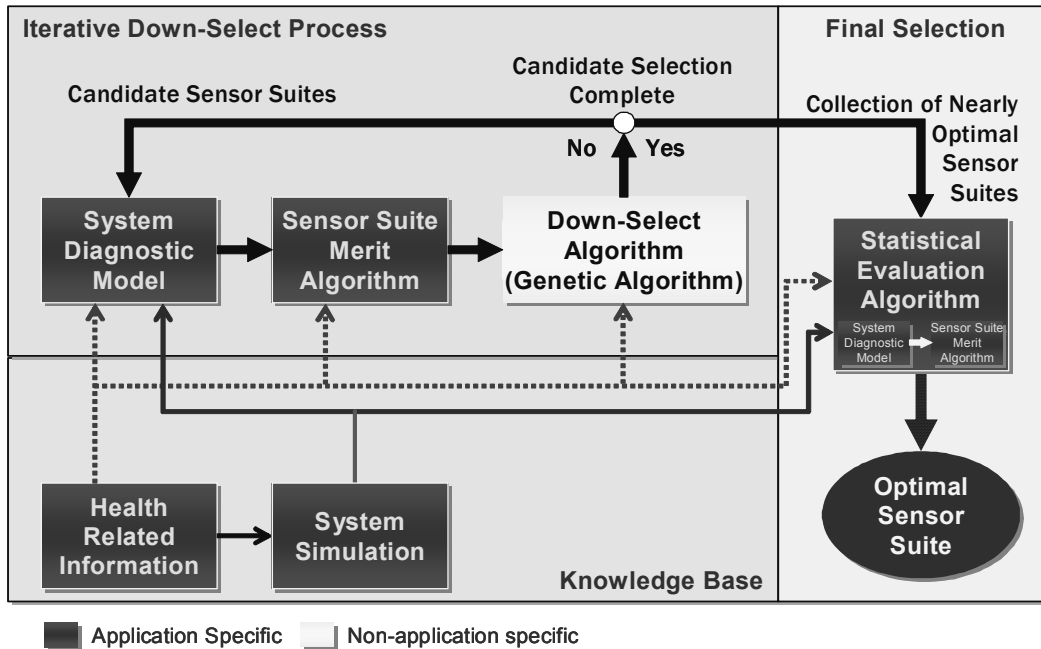 Iterative Down-Select Process
Final Selection
Candidate Selection
Complete
Candidate Sensor Suites
Collection of Nearly
Optimal
Sensor
Suites
No
Yes
System
Diagnostic
Model
Sensor Suite
Merit
Algorithm
Down-Select
Algorithm
(Genetic Algorithm)
Statistical
Evaluation
Algorithm
System
Diagnostic
Model
Sensor Suite
Merit
Algorithm
Health
Related
Information
System
Simulation
Optimal
Sensor
Suite
Knowledge Base
Application Specific
Non-application specific